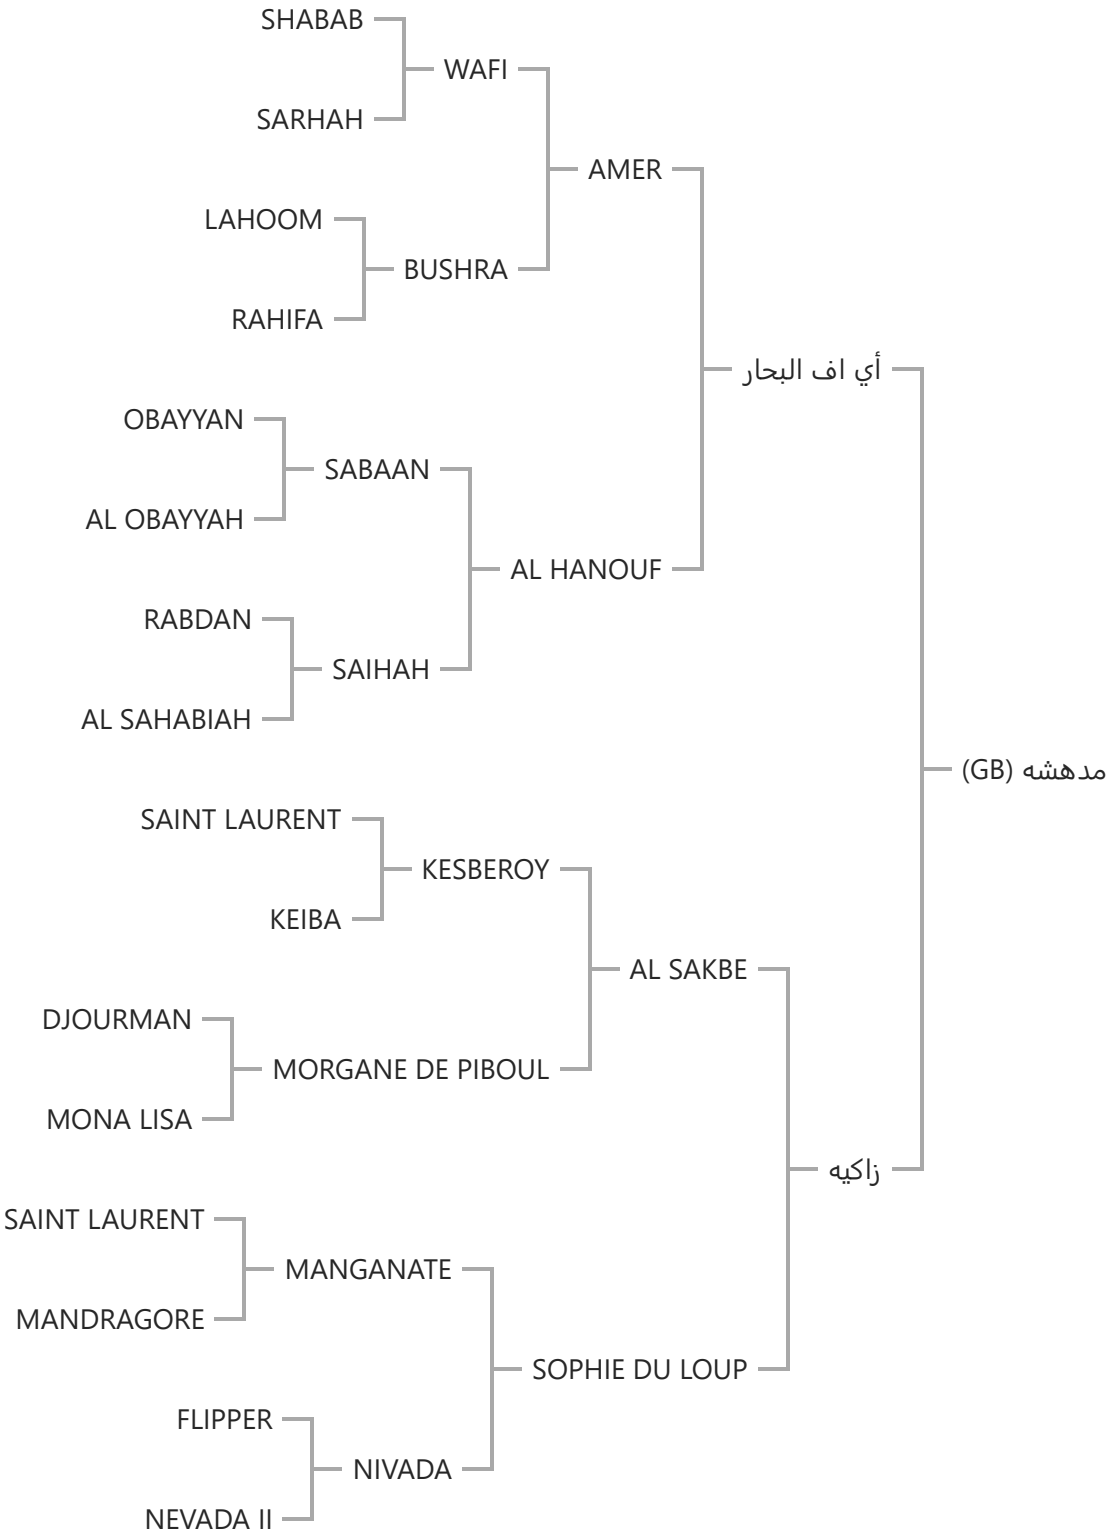 SHABAB
WAFI
SARHAH
AMER
LAHOOM
BUSHRA
RAHIFA
أي اف البحار
OBAYYAN
SABAAN
AL OBAYYAH
AL HANOUF
RABDAN
SAIHAH
AL SAHABIAH
مدهشه (GB)
SAINT LAURENT
KESBEROY
KEIBA
AL SAKBE
DJOURMAN
MORGANE DE PIBOUL
MONA LISA
زاكيه
SAINT LAURENT
MANGANATE
MANDRAGORE
SOPHIE DU LOUP
FLIPPER
NIVADA
NEVADA II